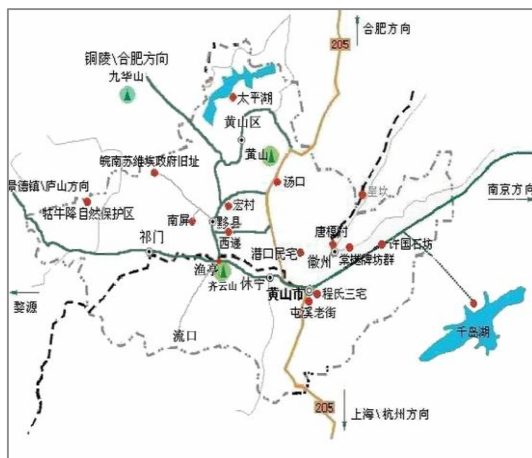 205
合肥方向
铜陵\合肥方向
九华山
太平湖
黄山区
黄山
皖南苏维埃政府旧址
汤口
景德镇\庐山方向
牯牛降自然保护区
宏村
呈坎
南京方向
南屏
黟县
西递
唐模村
许国石坊
潜口民宅
棠樾牌坊群
徽州
祁门
渔亭
齐云山
休宁
黄山市
程氏三宅
屯溪老街
婺源
流口
千岛湖
205
上海\杭州方向